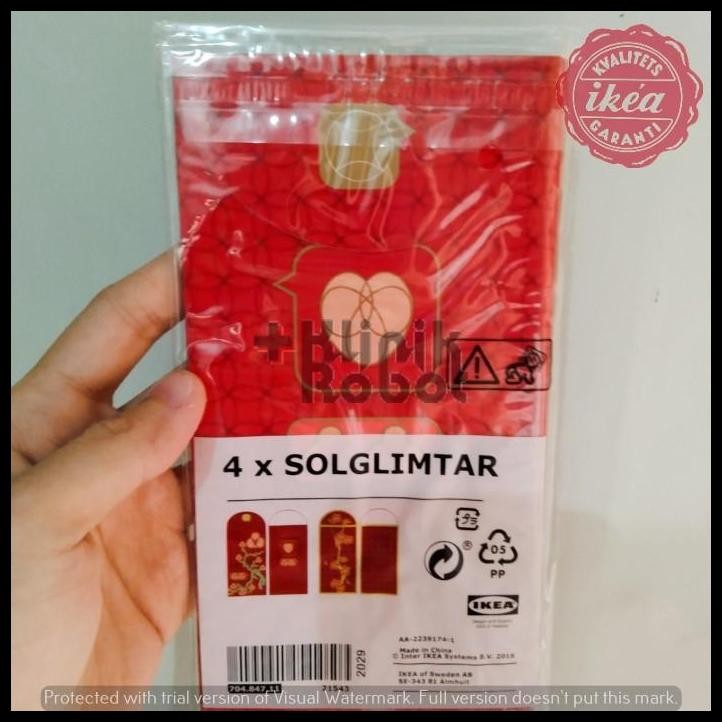 KVALITETS
ikéa
GARANTI
+Klinik
Robot
4 x SOLGLIMTAR
®
05
PP
IKEA
AA-2239174-1
Made in China
© Inter IKEA Systems B.V. 2019
2029
IKEA of Sweden AB
SE-343 81 Älmhult
704.847.11
21543
Protected with trial version of Visual Watermark. Full version doesn't put this mark.